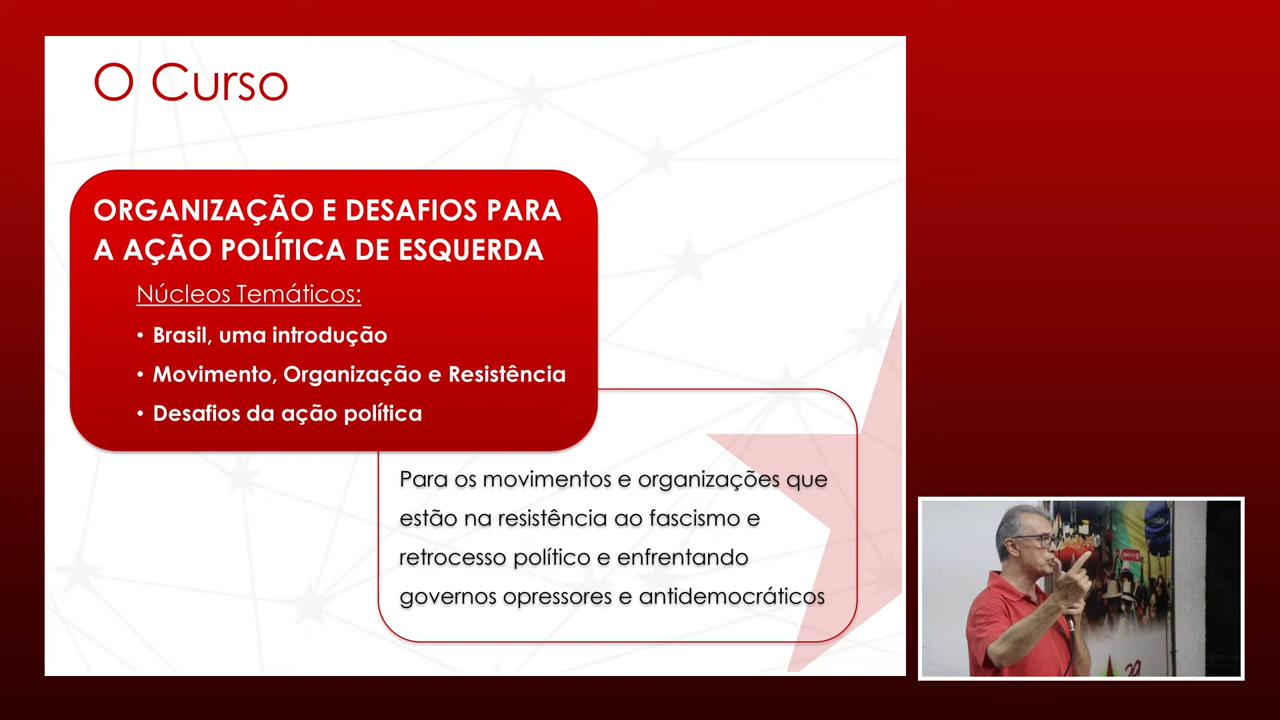 O Curso
ORGANIZAÇÃO E DESAFIOS PARA
A AÇÃO POLÍTICA DE ESQUERDA
Núcleos Temáticos:
• Brasil, uma introdução
• Movimento, Organização e Resistência
• Desafios da ação política
Para os movimentos e organizações que
estão na resistência ao fascismo e
retrocesso político e enfrentando
governos opressores e antidemocráticos